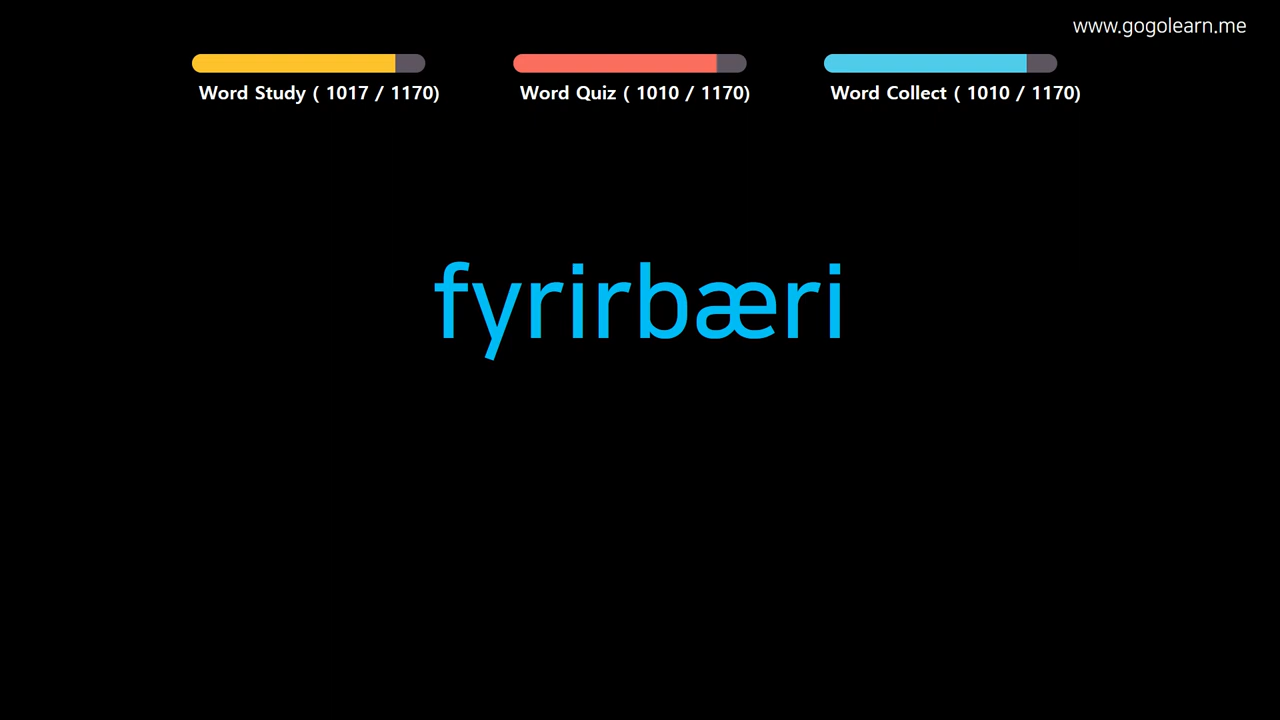 www.gogolearn.me
Word Study ( 1017 / 1170)
Word Quiz ( 1010 / 1170)
Word Collect ( 1010 / 1170)
fyrirbæri